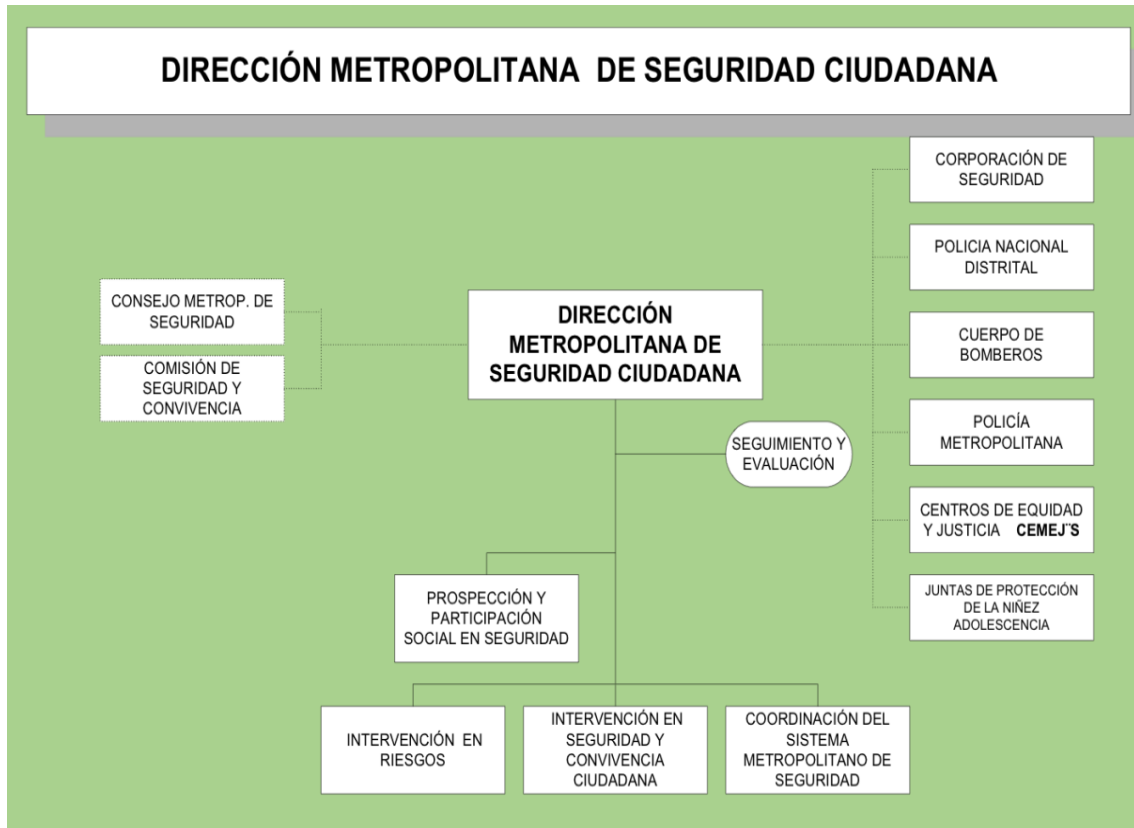 DIRECCIÓN METROPOLITANA DE SEGURIDAD CIUDADANA
CORPORACIÓN DE
SEGURIDAD
POLICIA NACIONAL
DISTRITAL
CONSEJO METROP. DE
SEGURIDAD
COMISIÓN DE
SEGURIDAD Y
CONVIVENCIA
DIRECCIÓN
METROPOLITANA DE
SEGURIDAD CIUDADANA
CUERPO DE
BOMBEROS
POLICÍA
METROPOLITANA
SEGUIMIENTO Y
EVALUACIÓN
CENTROS DE EQUIDAD
Y JUSTICIA CEMEJ¨S
JUNTAS DE PROTECCIÓN
DE LA NIÑEZ
ADOLESCENCIA
PROSPECCIÓN Y
PARTICIPACIÓN
SOCIAL EN SEGURIDAD
INTERVENCIÓN EN
RIESGOS
INTERVENCIÓN EN
SEGURIDAD Y
CONVIVENCIA
CIUDADANA
COORDINACIÓN DEL
SISTEMA
METROPOLITANO DE
SEGURIDAD